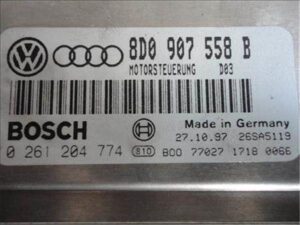 8D0 907 558 B
MOTORSTEUERUNG D03
BOSCH
Made in Germany
27.10.97 26SA5119
0 261 204 774 810 B00 77027 1718 0066